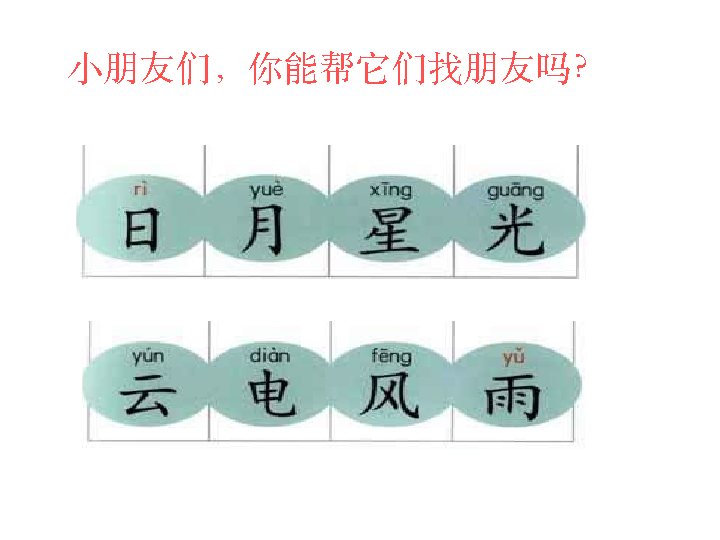 小朋友们，你能帮它们找朋友吗?
rì yuè xīng guāng
日 月 星 光
yún diàn fēng yǔ
云 电 风 雨